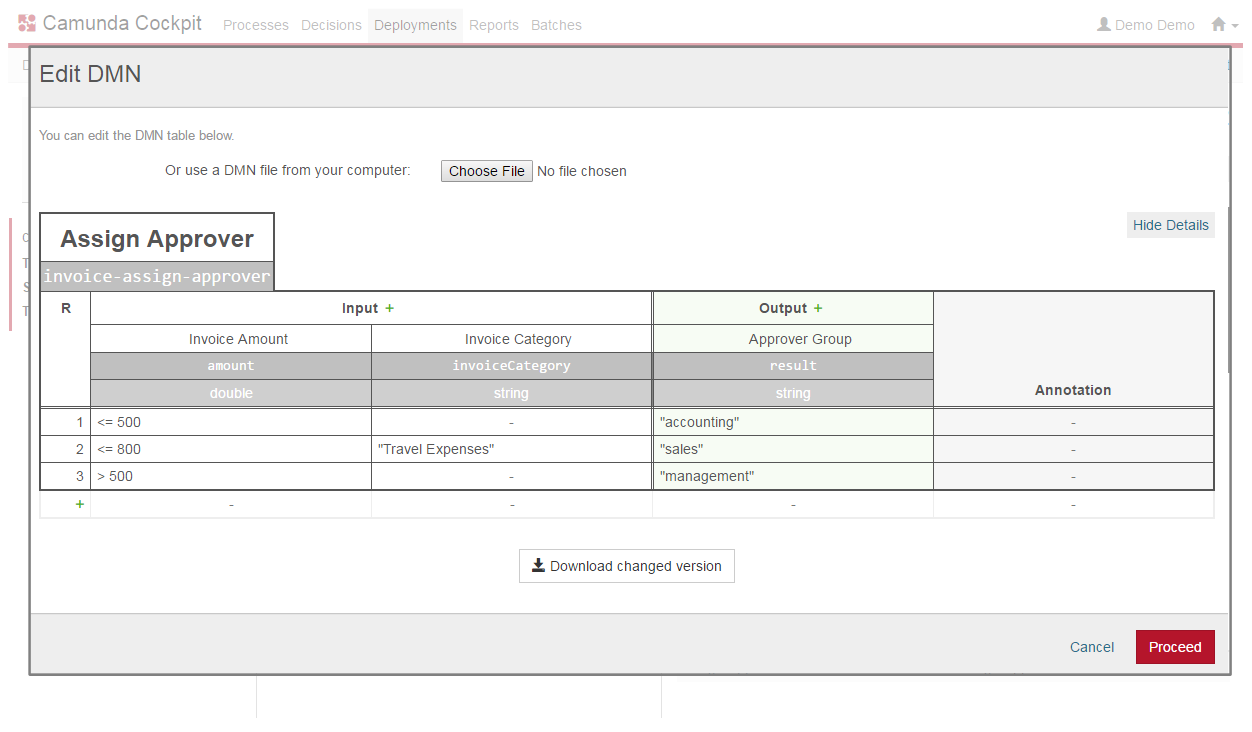 Camunda Cockpit Processes Decisions Deployments Reports Batches Demo Demo
Edit DMN
You can edit the DMN table below.
Or use a DMN file from your computer: Choose File No file chosen
Hide Details
Assign Approver
invoice-assign-approver
R Input + Output + Annotation
Invoice Amount Invoice Category Approver Group
amount invoiceCategory result
double string string
1 <= 500 - "accounting" -
2 <= 800 "Travel Expenses" "sales" -
3 > 500 - "management" -
+ - - - -
Download changed version
Cancel Proceed